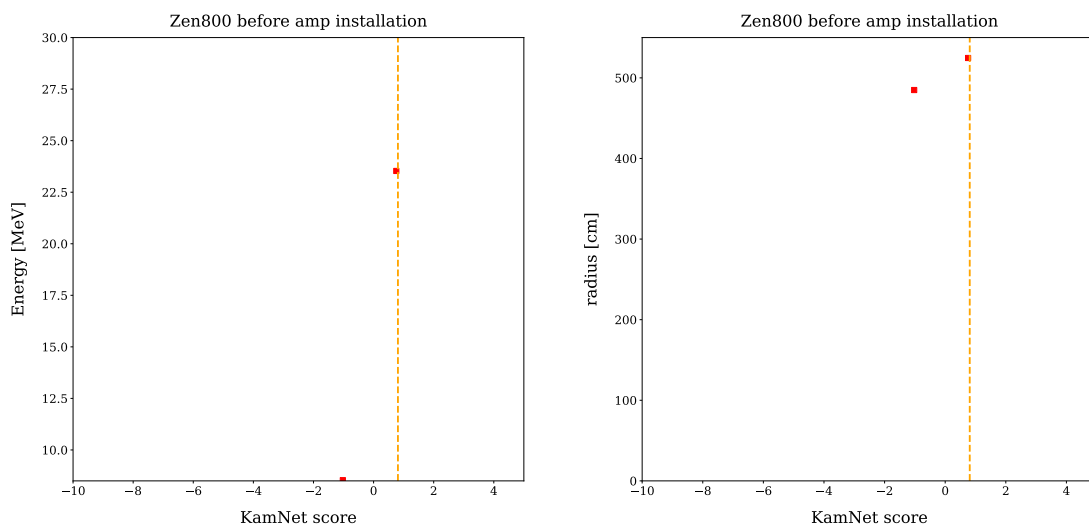 Zen800 before amp installation
30.0
27.5
25.0
22.5
20.0
17.5
15.0
12.5
10.0
Energy [MeV]
−10 −8 −6 −4 −2 0 2 4
KamNet score
Zen800 before amp installation
500
400
300
200
100
0
radius [cm]
−10 −8 −6 −4 −2 0 2 4
KamNet score